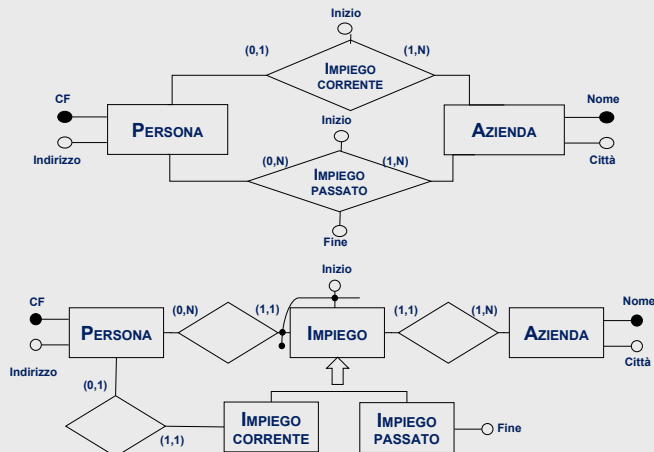 Inizio
(0,1)
(1,N)
IMPIEGO
CORRENTE
CF
Nome
PERSONA
AZIENDA
Inizio
Indirizzo
Città
(0,N)
(1,N)
IMPIEGO
PASSATO
Fine
Inizio
CF
Nome
(0,N)
(1,1)
(1,1)
(1,N)
PERSONA
IMPIEGO
AZIENDA
Indirizzo
Città
(0,1)
IMPIEGO
CORRENTE
IMPIEGO
PASSATO
Fine
(1,1)